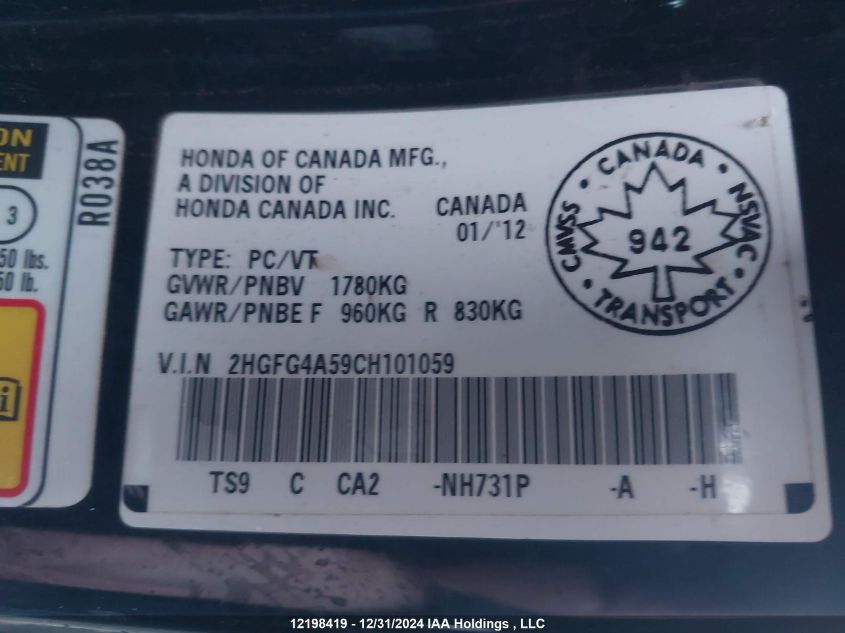 ON
ENT
3
50 lbs.
50 lb.
R038A
HONDA OF CANADA MFG.,
A DIVISION OF
HONDA CANADA INC. CANADA
01/'12
TYPE: PC/VT
GVWR/PNBV 1780KG
GAWR/PNBE F 960KG R 830KG
CANADA
CMVSS • NSVAC
942
TRANSPORT
V.I.N 2HGFG4A59CH101059
TS9 C CA2 -NH731P -A -H
i
12198419 - 12/31/2024 IAA Holdings , LLC